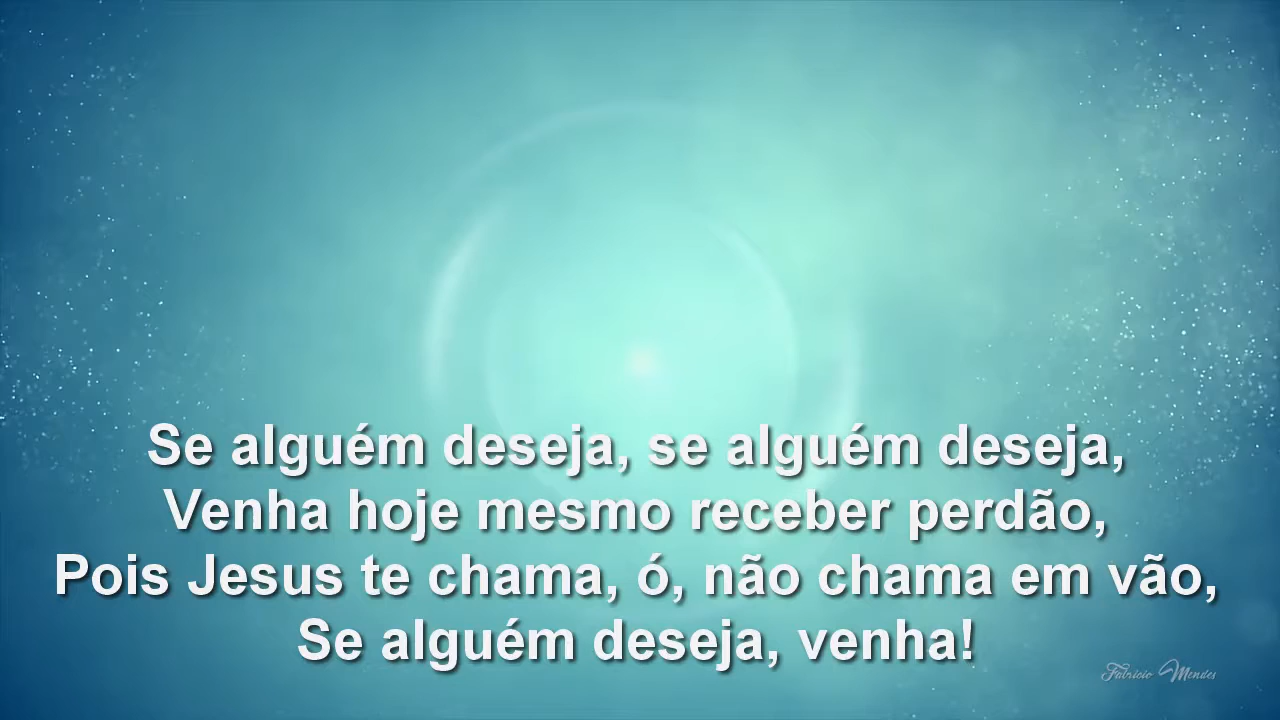 Se alguém deseja, se alguém deseja,
Venha hoje mesmo receber perdão,
Pois Jesus te chama, ó, não chama em vão,
Se alguém deseja, venha!
Fabricio Mendes